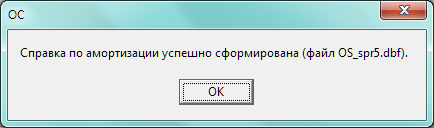 ОС
Справка по амортизации успешно сформирована (файл OS_spr5.dbf).
OK